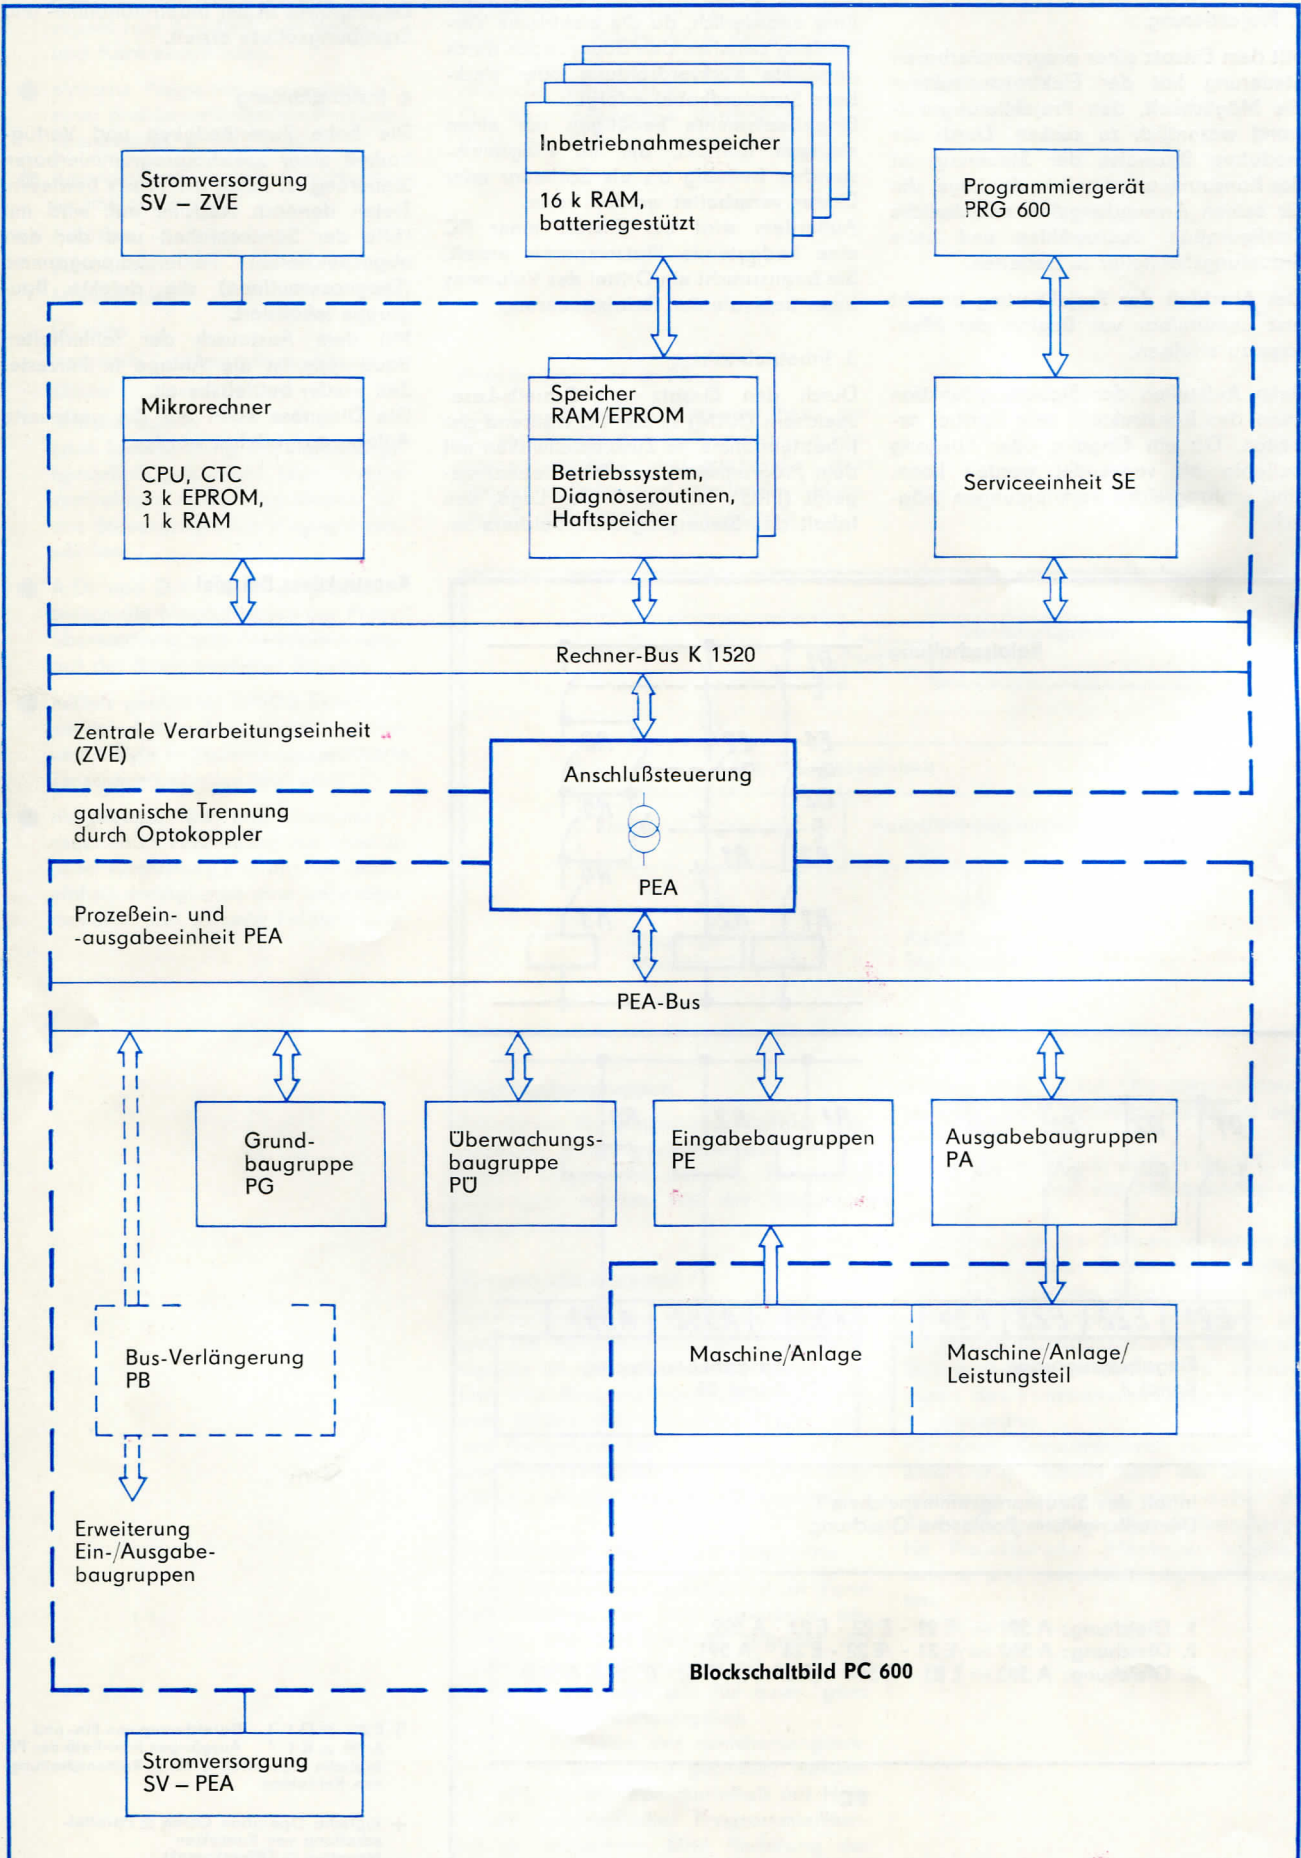 Stromversorgung
SV – ZVE
Inbetriebnahmespeicher
16 k RAM,
batteriegestützt
Programmiergerät
PRG 600
Mikrorechner
CPU, CTC
3 k EPROM,
1 k RAM
Speicher
RAM/EPROM
Betriebssystem,
Diagnoseroutinen,
Haftspeicher
Serviceeinheit SE
Rechner-Bus K 1520
Zentrale Verarbeitungseinheit
(ZVE)
Anschlußsteuerung
PEA
galvanische Trennung
durch Optokoppler
Prozeßein- und
-ausgabeeinheit PEA
PEA-Bus
Grund-
baugruppe
PG
Überwachungs-
baugruppe
PÜ
Eingabebaugruppen
PE
Ausgabebaugruppen
PA
Bus-Verlängerung
PB
Maschine/Anlage
Maschine/Anlage/
Leistungsteil
Erweiterung
Ein-/Ausgabe-
baugruppen
Blockschaltbild PC 600
Stromversorgung
SV – PEA